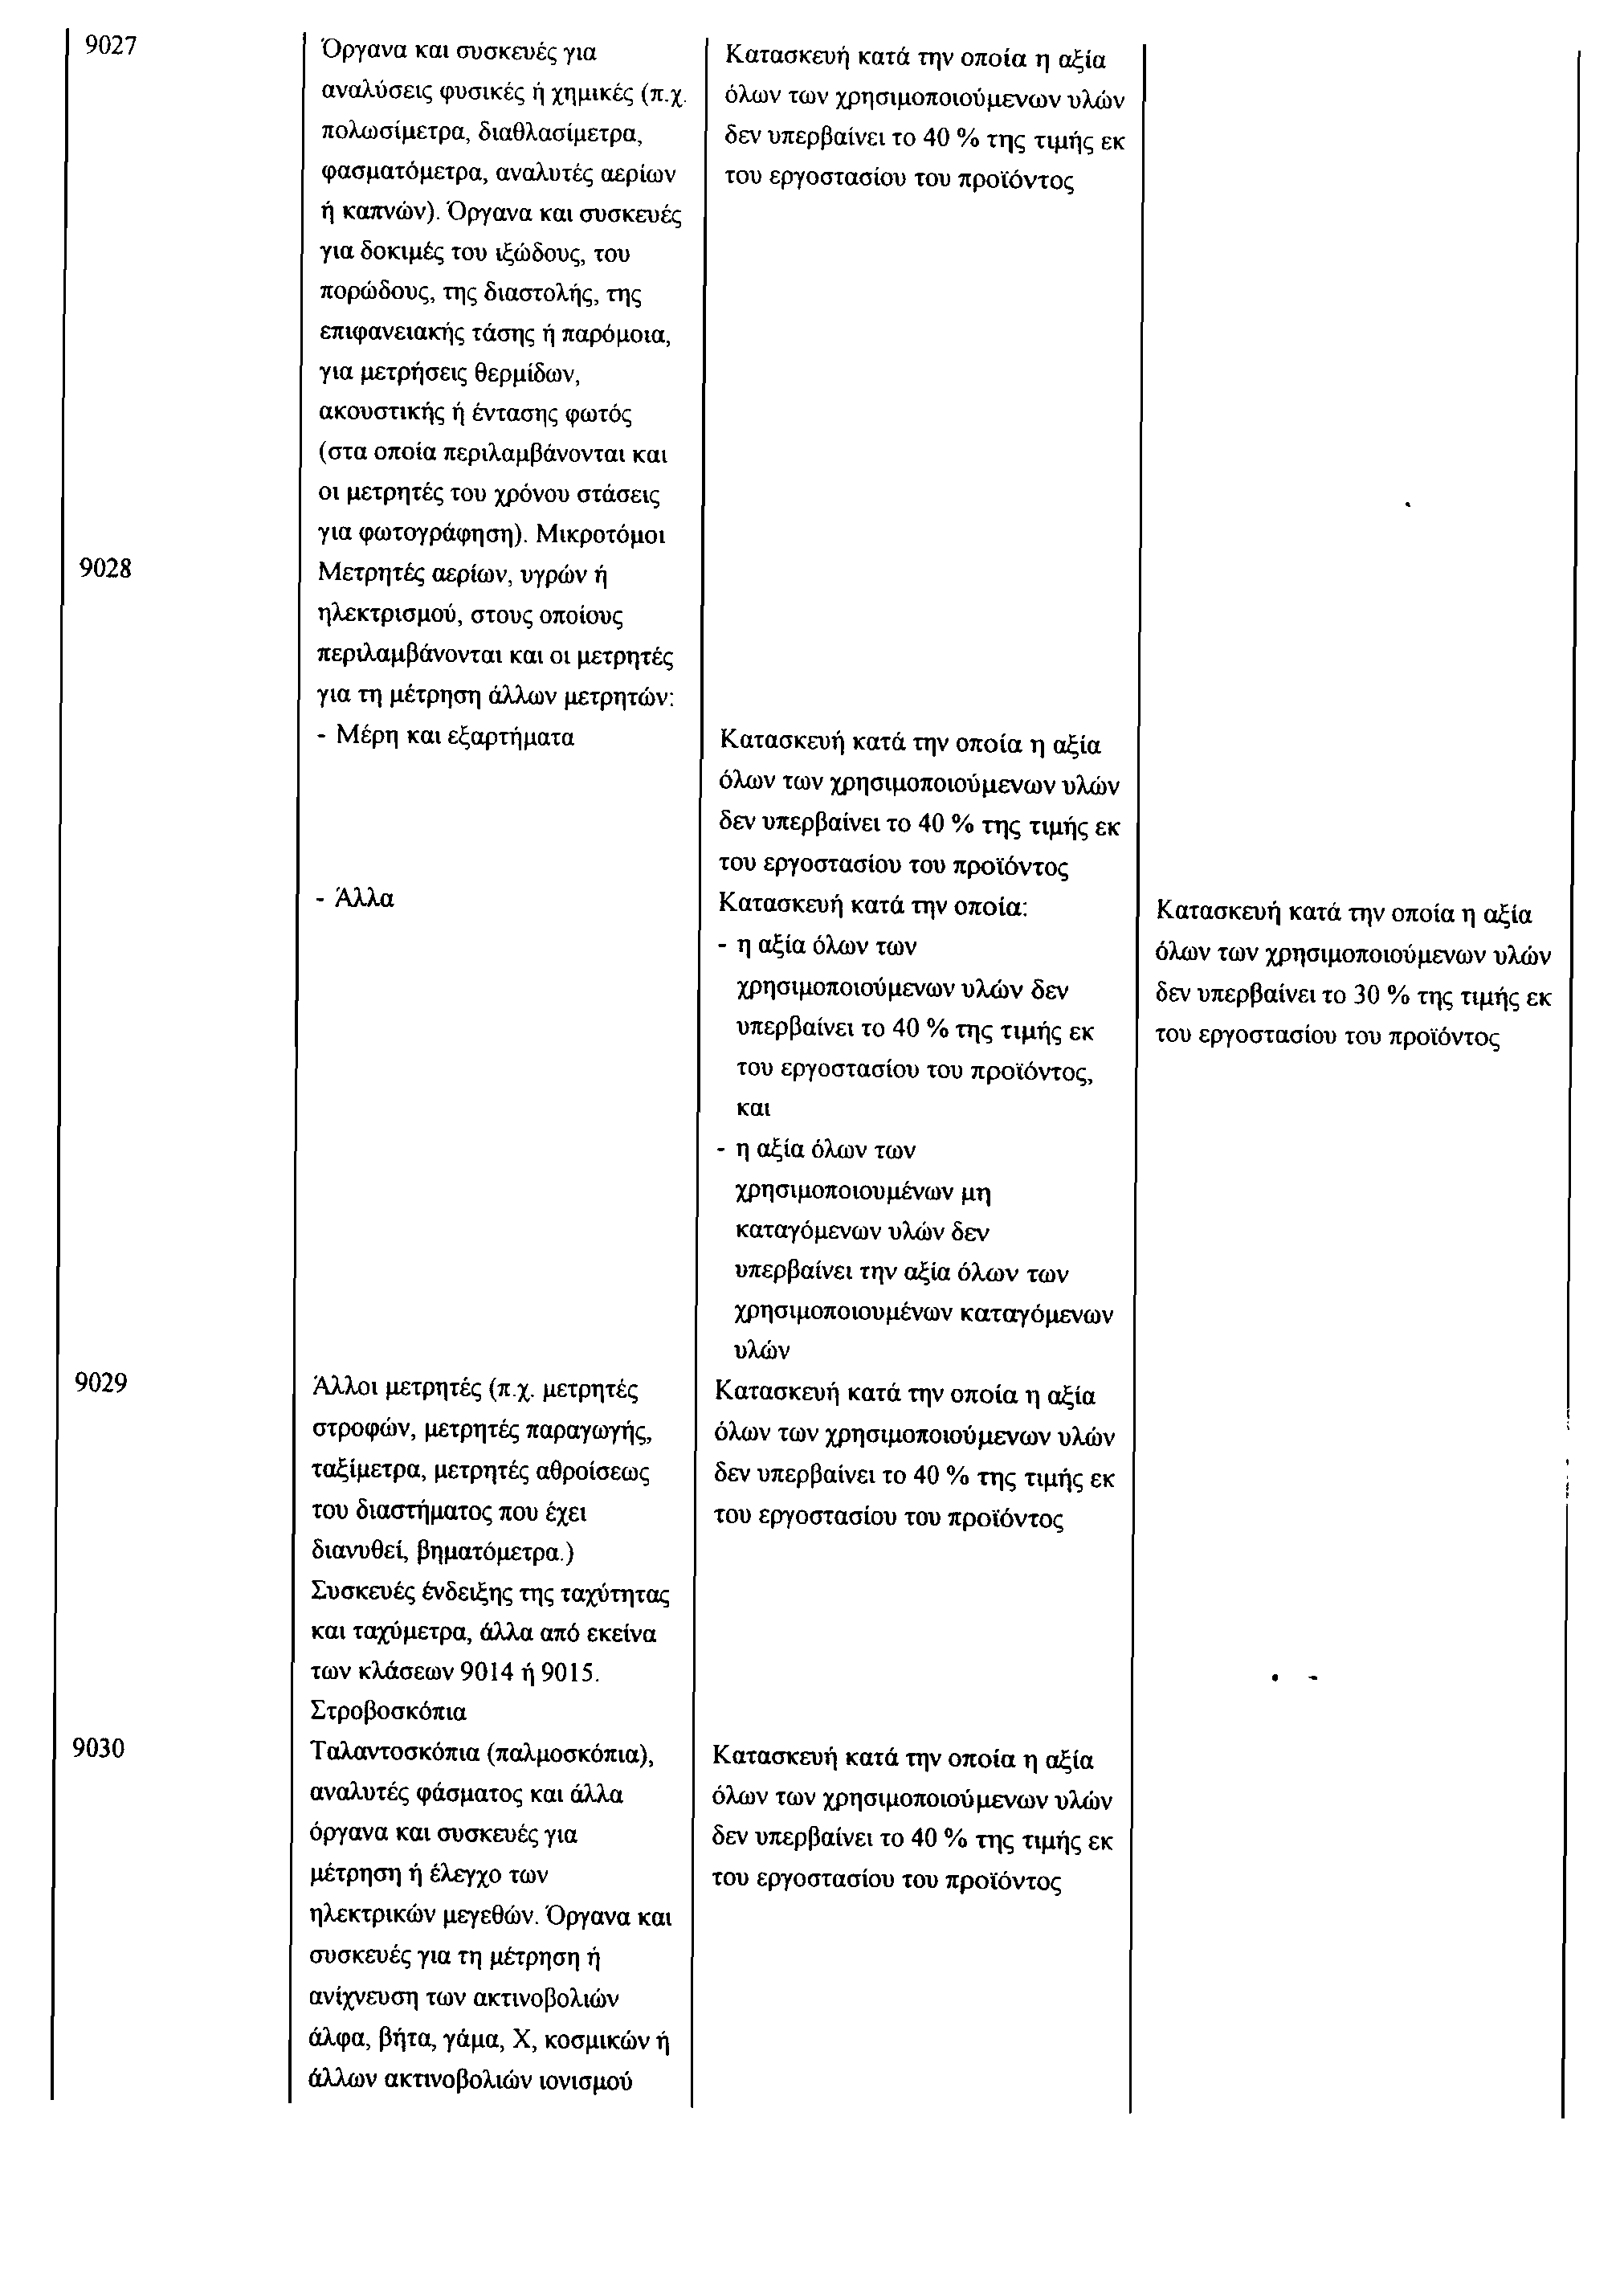 9027
Όργανα και συσκευές για
αναλύσεις φυσικές ή χημικές (π.χ.
πολωσίμετρα, διαθλασίμετρα,
φασματόμετρα, αναλυτές αερίων
ή καπνών). Όργανα και συσκευές
για δοκιμές του ιξώδους, του
πορώδους, της διαστολής, της
επιφανειακής τάσης ή παρόμοια,
για μετρήσεις θερμίδων,
ακουστικής ή έντασης φωτός
(στα οποία περιλαμβάνονται και
οι μετρητές του χρόνου στάσεις
για φωτογράφηση). Μικροτόμοι
Κατασκευή κατά την οποία η αξία
όλων των χρησιμοποιούμενων υλών
δεν υπερβαίνει το 40 % της τιμής εκ
του εργοστασίου του προϊόντος
9028
Μετρητές αερίων, υγρών ή
ηλεκτρισμού, στους οποίους
περιλαμβάνονται και οι μετρητές
για τη μέτρηση άλλων μετρητών:
- Μέρη και εξαρτήματα
Κατασκευή κατά την οποία η αξία
όλων των χρησιμοποιούμενων υλών
δεν υπερβαίνει το 40 % της τιμής εκ
του εργοστασίου του προϊόντος
- Άλλα
Κατασκευή κατά την οποία:
- η αξία όλων των
χρησιμοποιούμενων υλών δεν
υπερβαίνει το 40 % της τιμής εκ
του εργοστασίου του προϊόντος,
και
- η αξία όλων των
χρησιμοποιουμένων μη
καταγόμενων υλών δεν
υπερβαίνει την αξία όλων των
χρησιμοποιουμένων καταγόμενων
υλών
Κατασκευή κατά την οποία η αξία
όλων των χρησιμοποιούμενων υλών
δεν υπερβαίνει το 30 % της τιμής εκ
του εργοστασίου του προϊόντος
9029
Άλλοι μετρητές (π.χ. μετρητές
στροφών, μετρητές παραγωγής,
ταξίμετρα, μετρητές αθροίσεως
του διαστήματος που έχει
διανυθεί, βηματόμετρα.)
Συσκευές ένδειξης της ταχύτητας
και ταχύμετρα, άλλα από εκείνα
των κλάσεων 9014 ή 9015.
Στροβοσκόπια
Κατασκευή κατά την οποία η αξία
όλων των χρησιμοποιούμενων υλών
δεν υπερβαίνει το 40 % της τιμής εκ
του εργοστασίου του προϊόντος
9030
Ταλαντοσκόπια (παλμοσκόπια),
αναλυτές φάσματος και άλλα
όργανα και συσκευές για
μέτρηση ή έλεγχο των
ηλεκτρικών μεγεθών. Όργανα και
συσκευές για τη μέτρηση ή
ανίχνευση των ακτινοβολιών
άλφα, βήτα, γάμα, Χ, κοσμικών ή
άλλων ακτινοβολιών ιονισμού
Κατασκευή κατά την οποία η αξία
όλων των χρησιμοποιούμενων υλών
δεν υπερβαίνει το 40 % της τιμής εκ
του εργοστασίου του προϊόντος